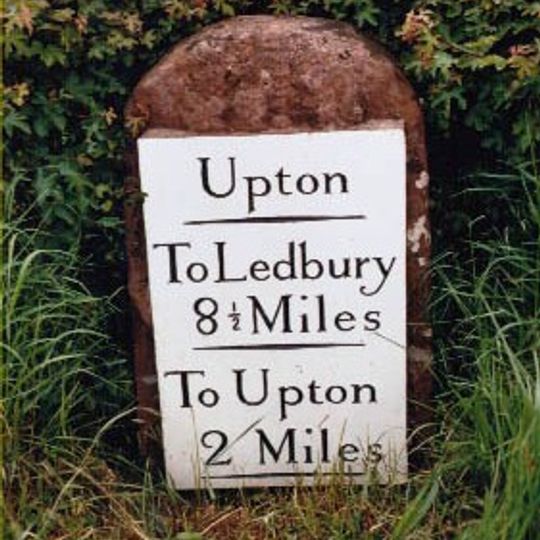 Upton
To Ledbury
8½ Miles
To Upton
2 Miles